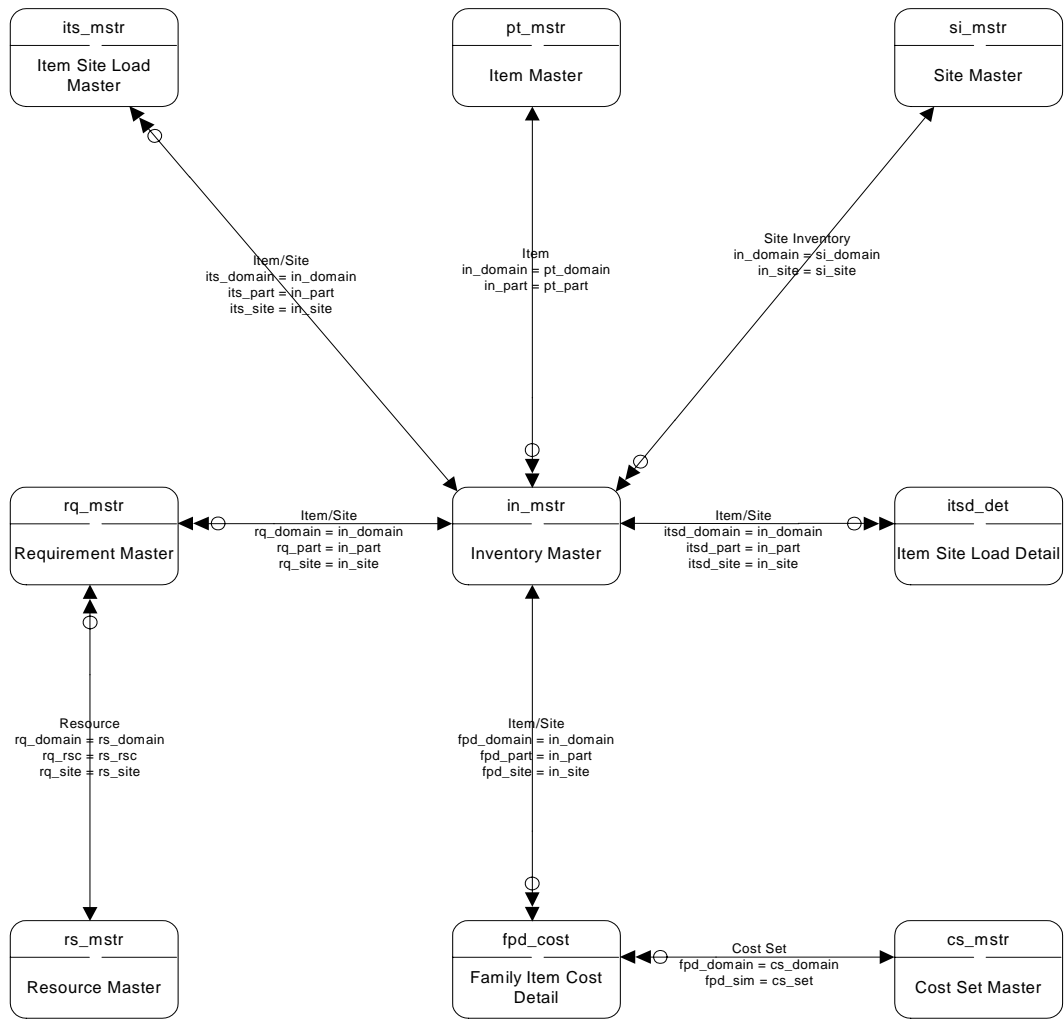 its_mstr
Item Site Load
Master
pt_mstr
Item Master
si_mstr
Site Master
Item/Site
its_domain = in_domain
its_part = in_part
its_site = in_site
Item
in_domain = pt_domain
in_part = pt_part
Site Inventory
in_domain = si_domain
in_site = si_site
rq_mstr
Requirement Master
Item/Site
rq_domain = in_domain
rq_part = in_part
rq_site = in_site
in_mstr
Inventory Master
Item/Site
itsd_domain = in_domain
itsd_part = in_part
itsd_site = in_site
itsd_det
Item Site Load Detail
Resource
rq_domain = rs_domain
rq_rsc = rs_rsc
rq_site = rs_site
Item/Site
fpd_domain = in_domain
fpd_part = in_part
fpd_site = in_site
rs_mstr
Resource Master
fpd_cost
Family Item Cost
Detail
Cost Set
fpd_domain = cs_domain
fpd_sim = cs_set
cs_mstr
Cost Set Master